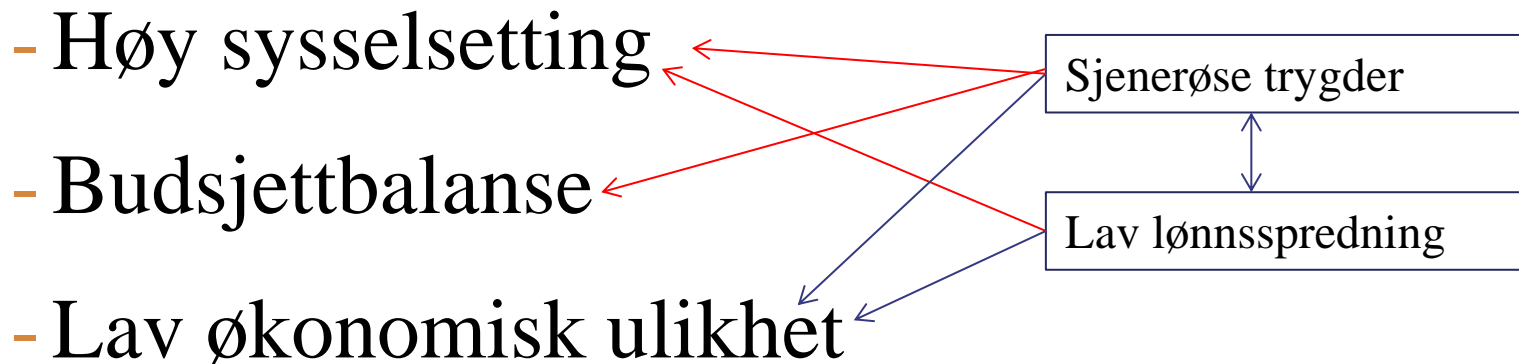 - Høy sysselsetting
Sjenerøse trygder
- Budsjettbalanse
Lav lønnsspredning
- Lav økonomisk ulikhet